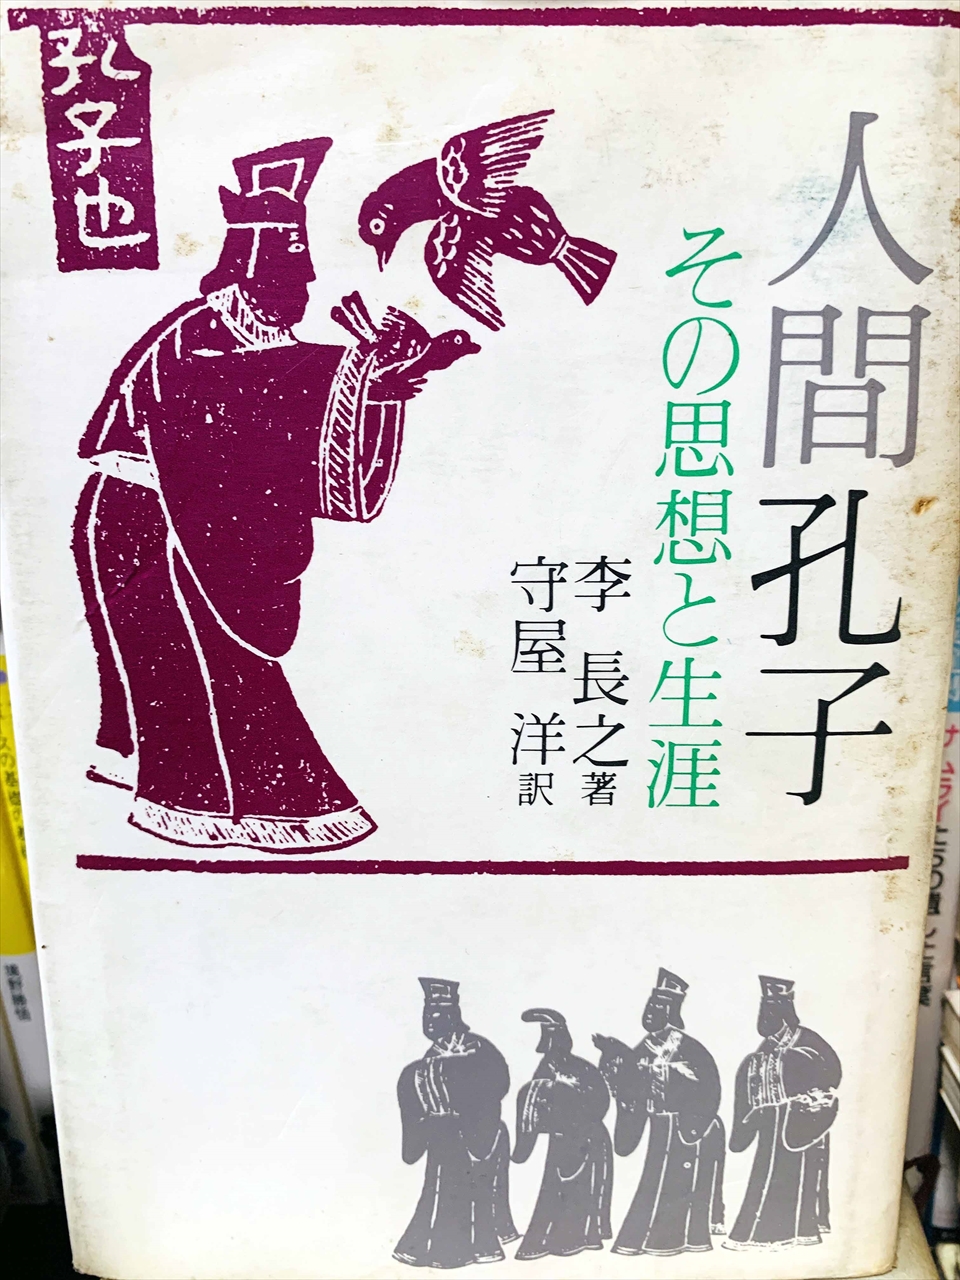 人間孔子
その思想と生涯
李 長之著
守屋 洋訳
孔子也